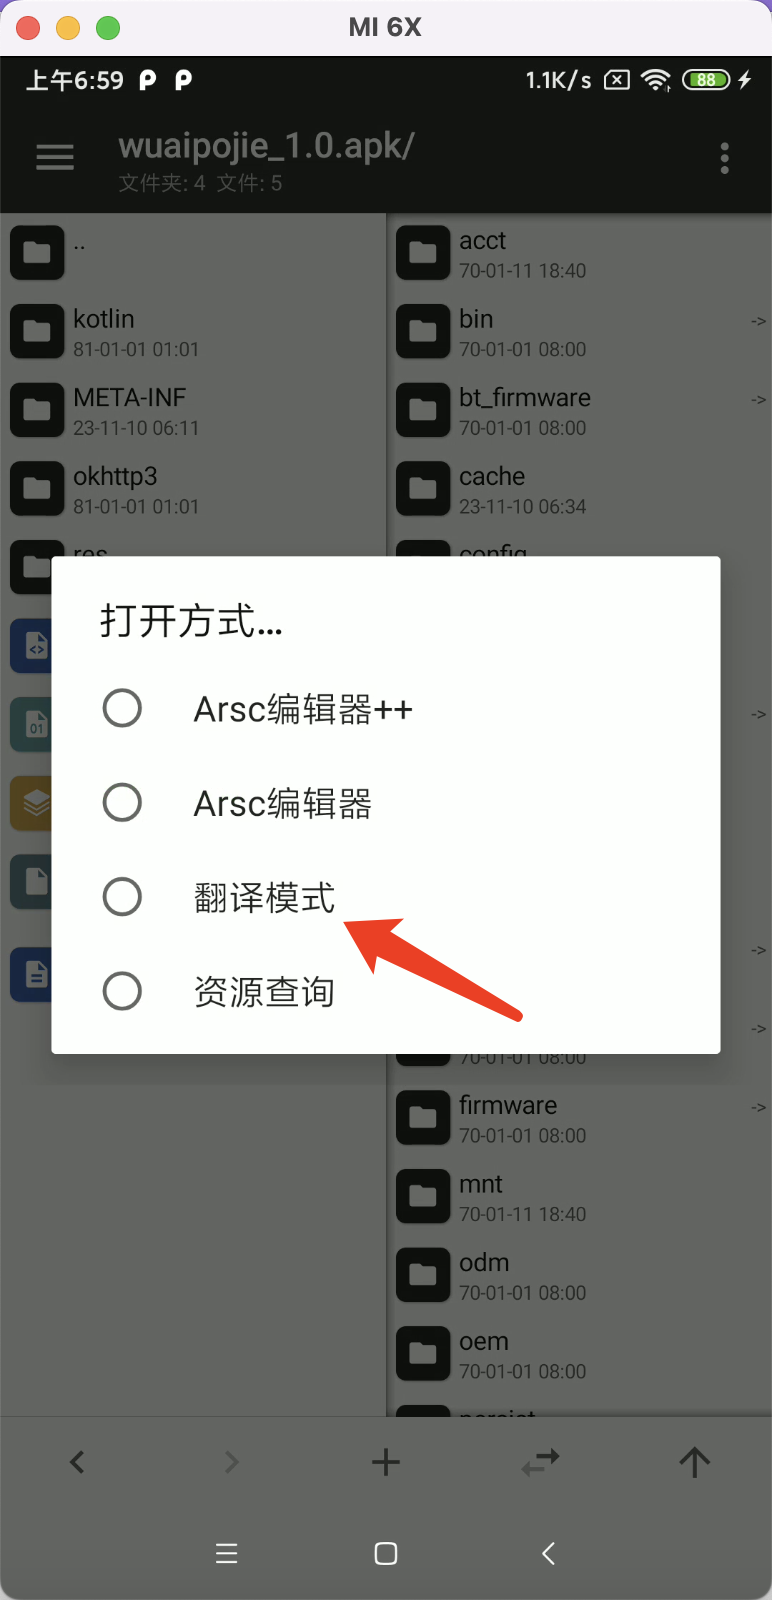 MI 6X
上午6:59
1.1K/s
88
wuaipojie_1.0.apk/
文件夹: 4 文件: 5
..
kotlin
81-01-01 01:01
META-INF
23-11-10 06:11
okhttp3
81-01-01 01:01
res
acct
70-01-11 18:40
bin
70-01-01 08:00
->
bt_firmware
70-01-01 08:00
->
cache
23-11-10 06:34
config
打开方式...
Arsc编辑器++
Arsc编辑器
翻译模式
资源查询
01
->
->
->
70-01-01 08:00
firmware
70-01-01 08:00
->
mnt
70-01-11 18:40
odm
70-01-01 08:00
oem
70-01-01 08:00
persist